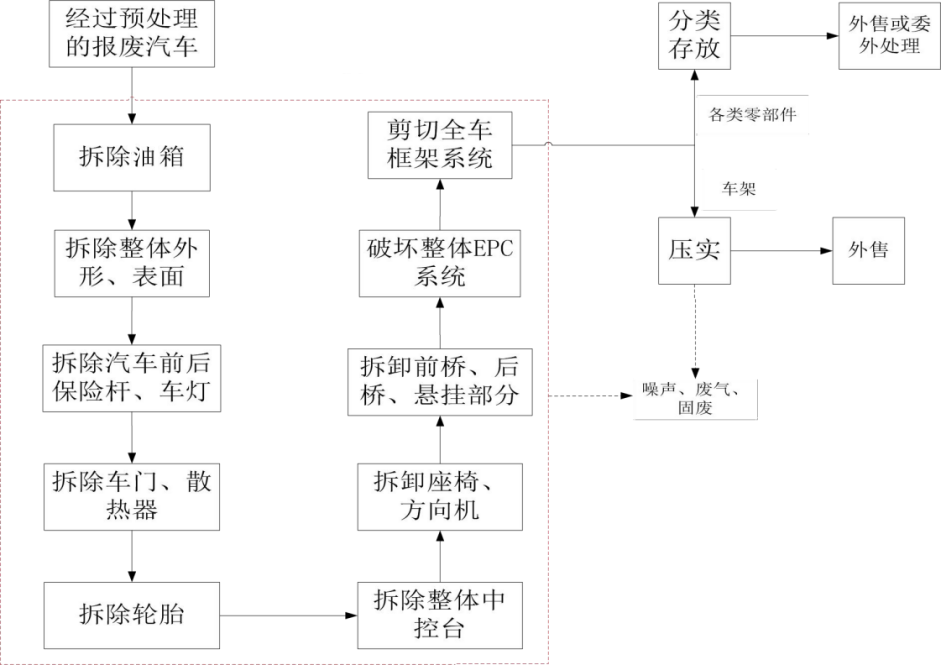 经过预处理
的报废汽车
拆除油箱
拆除整体外
形、表面
拆除汽车前后
保险杆、车灯
拆除车门、散
热器
拆除轮胎
拆除整体中
控台
拆卸座椅、
方向机
拆卸前桥、后
桥、悬挂部分
破坏整体EPC
系统
剪切全车
框架系统
各类零部件
分类
存放
外售或委
外处理
车架
压实
外售
噪声、废气、
固废